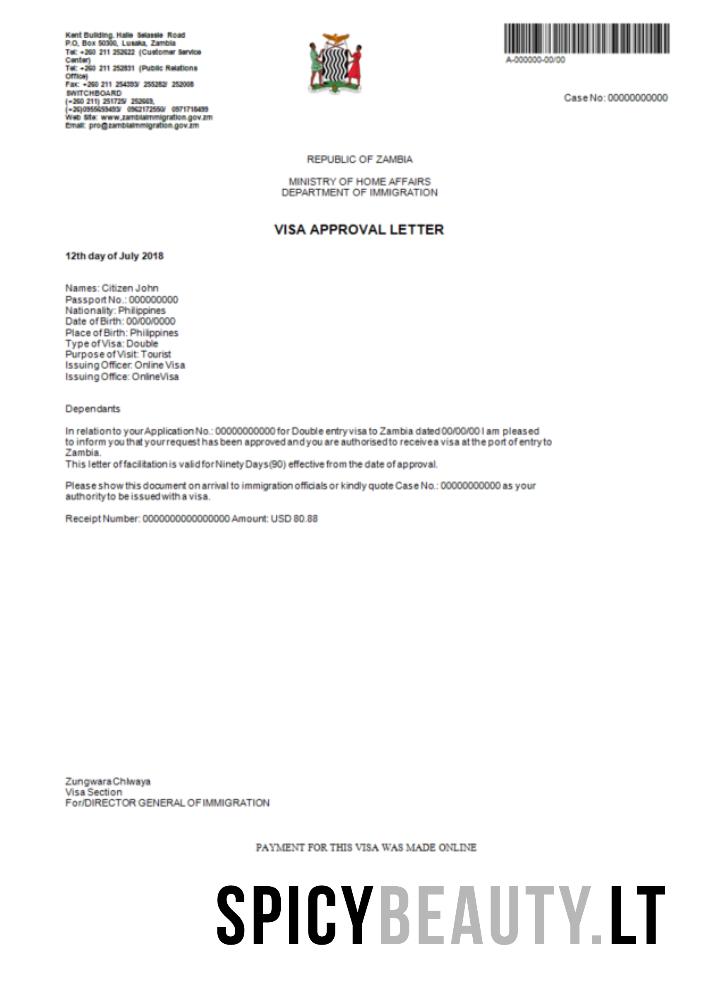 Kent Building, Haile Selassie Road
P.O, Box 50300, Lusaka, Zambia
Tel: +260 211 252622 (Customer Service
Center)
Tel: +260 211 252831 (Public Relations
Office)
Fax: +260 211 254393/ 255282/ 252008
SWITCHBOARD
(+260 211) 251725/ 252669,
(+26)0955659493/ 0962172550/ 0971718499
Web Site: www.zambiaimmigration.gov.zm
Email: pro@zambiaimmigration.gov.zm
A-000000-00/00
Case No: 00000000000
REPUBLIC OF ZAMBIA
MINISTRY OF HOME AFFAIRS
DEPARTMENT OF IMMIGRATION
VISA APPROVAL LETTER
12th day of July 2018
Names: Citizen John
Passport No.: 000000000
Nationality: Philippines
Date of Birth: 00/00/0000
Place of Birth: Philippines
Type of Visa: Double
Purpose of Visit: Tourist
Issuing Officer: Online Visa
Issuing Office: OnlineVisa
Dependants
In relation to your Application No.: 00000000000 for Double entry visa to Zambia dated 00/00/00 I am pleased
to inform you that your request has been approved and you are authorised to receive a visa at the port of entry to
Zambia.
This letter of facilitation is valid for Ninety Days(90) effective from the date of approval.
Please show this document on arrival to immigration officials or kindly quote Case No.: 00000000000 as your
authority to be issued with a visa.
Receipt Number: 0000000000000000 Amount: USD 80.88
Zungwara Chiwaya
Visa Section
For/DIRECTOR GENERAL OF IMMIGRATION
PAYMENT FOR THIS VISA WAS MADE ONLINE
SPICYBEAUTY.LT